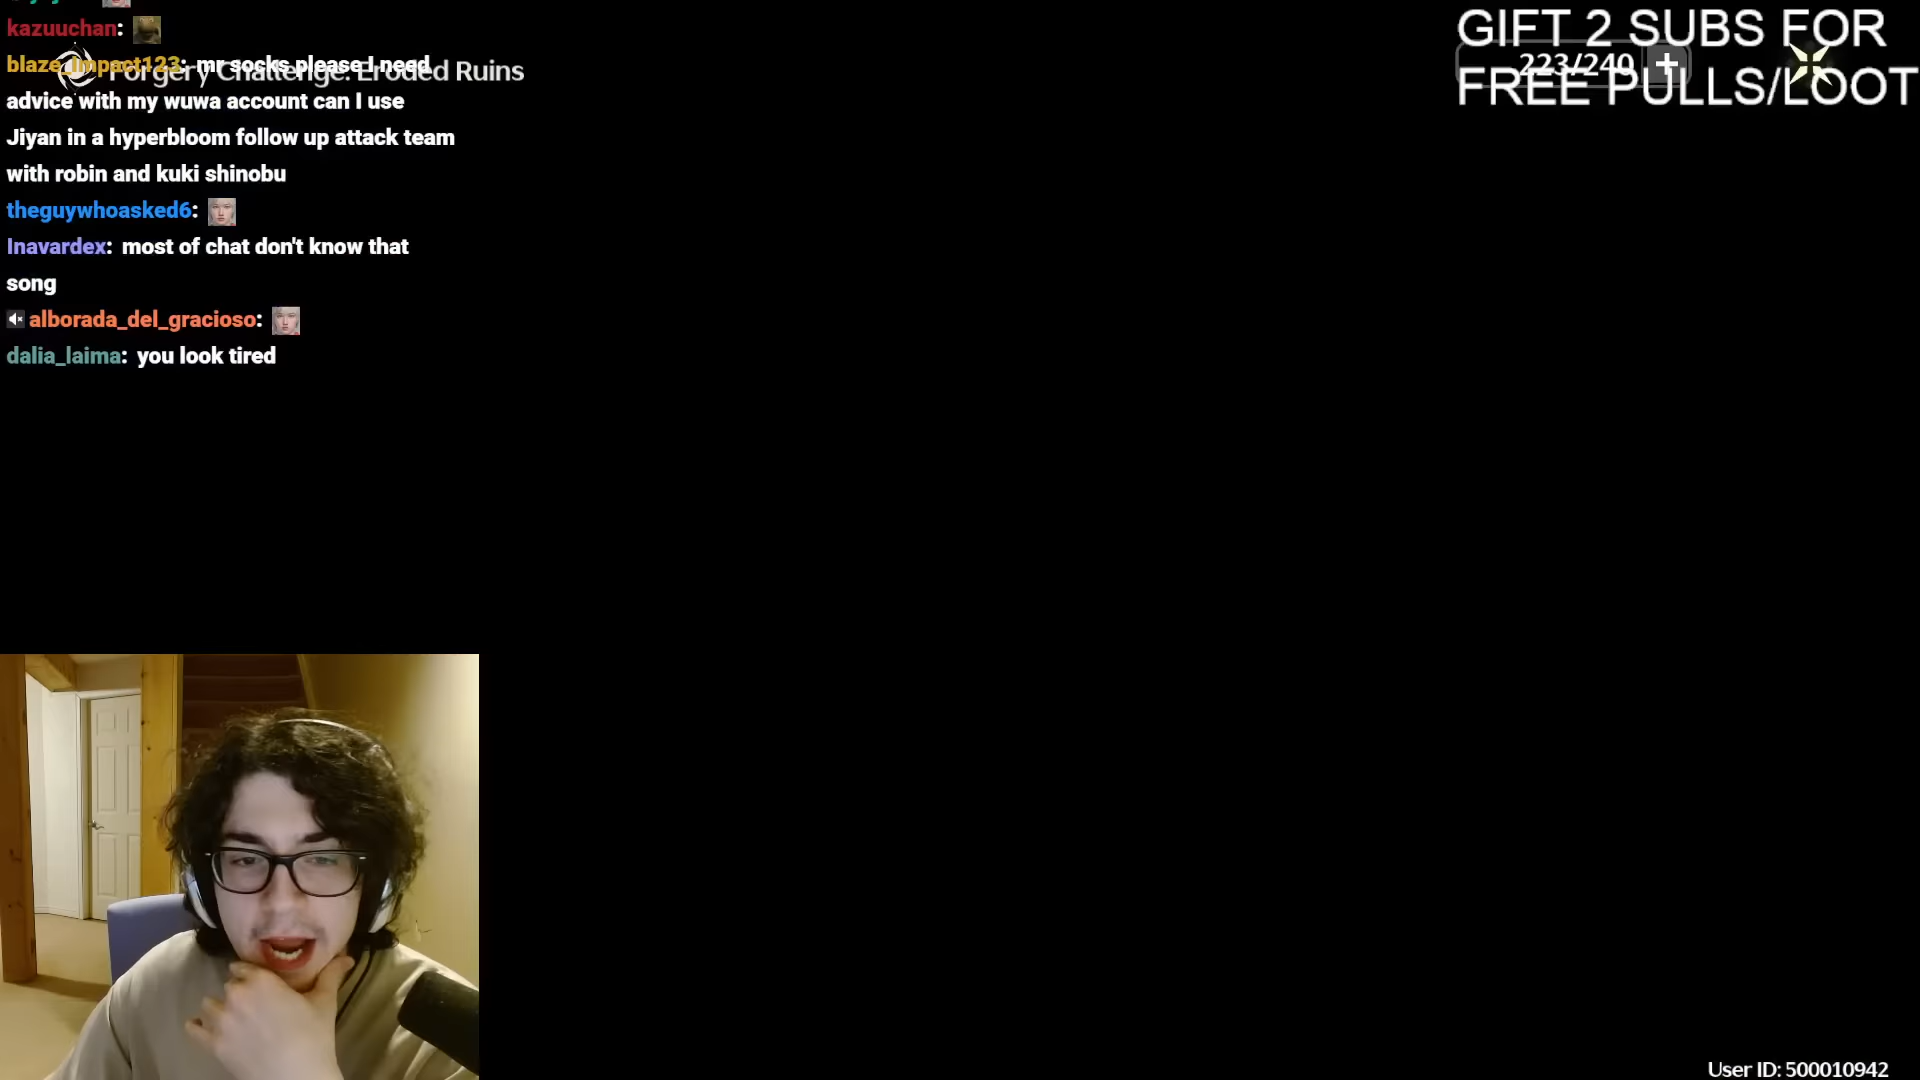 kazuuchan:
blaze_Impact123: mr socks please I need
Forgery Challenge: Eroded Ruins
advice with my wuwa account can I use
Jiyan in a hyperbloom follow up attack team
with robin and kuki shinobu
theguywhoasked6:
Inavardex: most of chat don't know that
song
alborada_del_gracioso:
dalia_laima: you look tired
GIFT 2 SUBS FOR
223/240 +
FREE PULLS/LOOT
User ID: 500010942